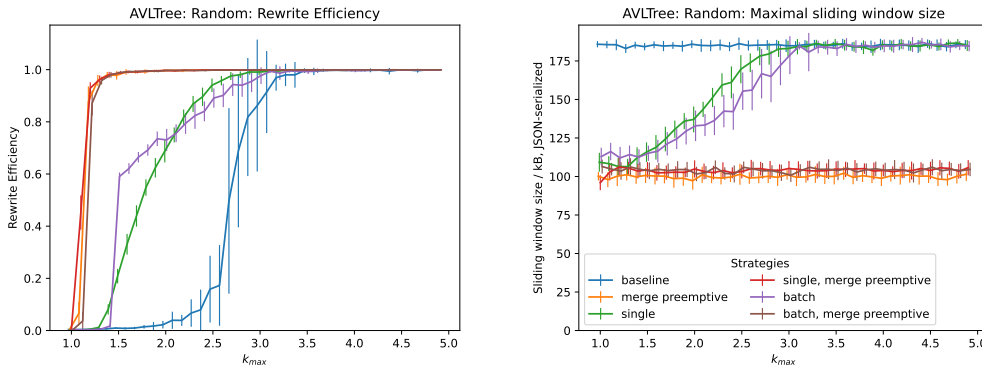 AVLTree: Random: Rewrite Efficiency
Rewrite Efficiency
1.0
0.8
0.6
0.4
0.2
0.0
1.0 1.5 2.0 2.5 3.0 3.5 4.0 4.5 5.0
k_max
AVLTree: Random: Maximal sliding window size
Sliding window size / kB, JSON-serialized
175
150
125
100
75
50
25
0
Strategies
baseline single, merge preemptive
merge preemptive batch
single batch, merge preemptive
1.0 1.5 2.0 2.5 3.0 3.5 4.0 4.5 5.0
k_max